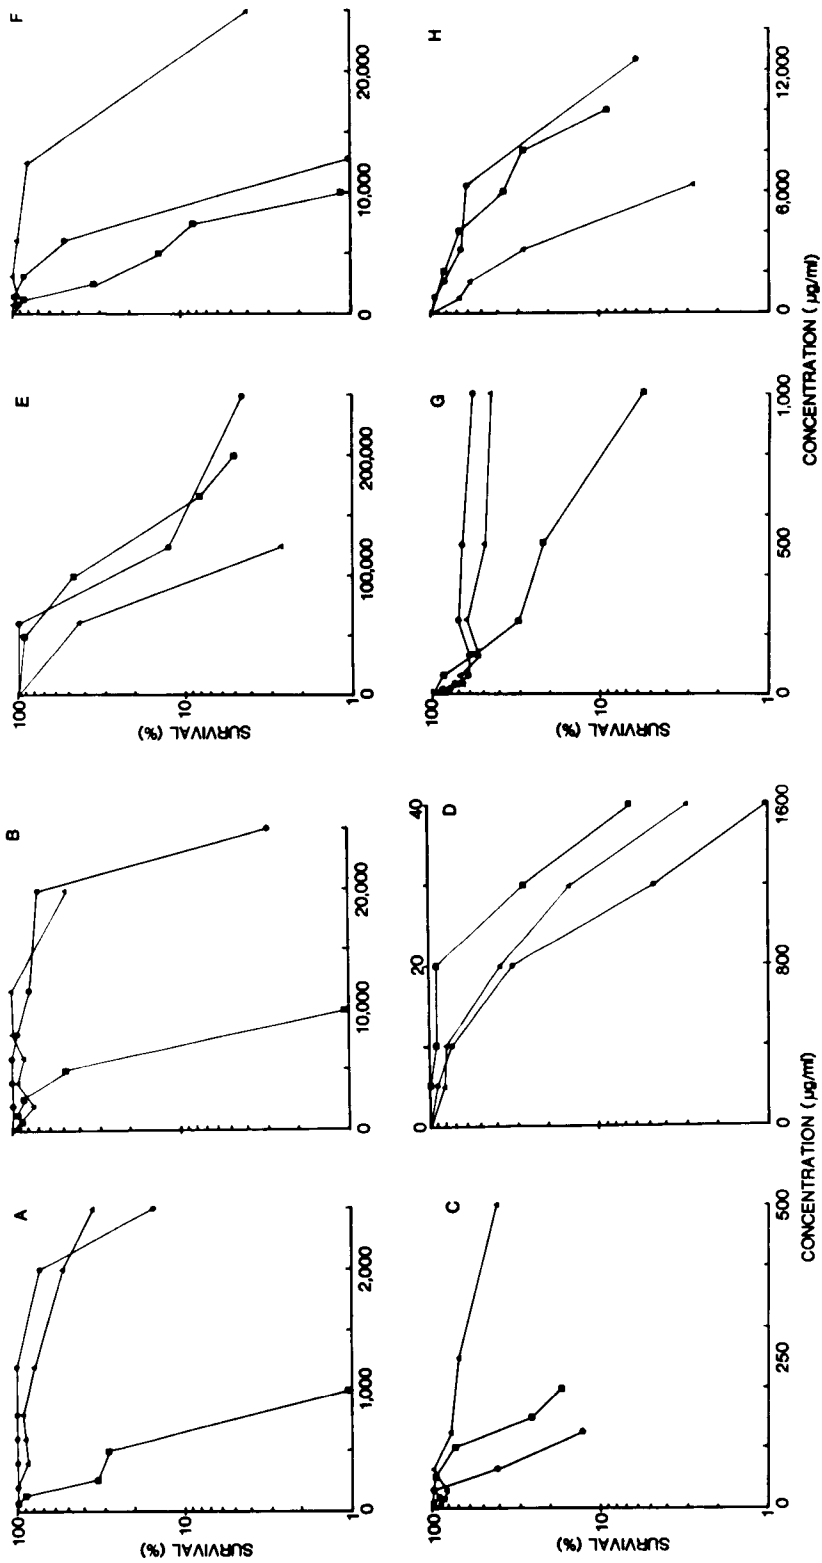 A
B
E
F
100
10
1
SURVIVAL (%)
0
1,000
2,000
0
10,000
20,000
100
10
1
SURVIVAL (%)
0
100,000
200,000
0
10,000
20,000
C
0
20
40
D
G
H
100
10
1
SURVIVAL (%)
0
250
500
0
800
1600
CONCENTRATION (µg/ml)
100
10
1
SURVIVAL (%)
0
500
1,000
0
6,000
12,000
CONCENTRATION (µg/ml)